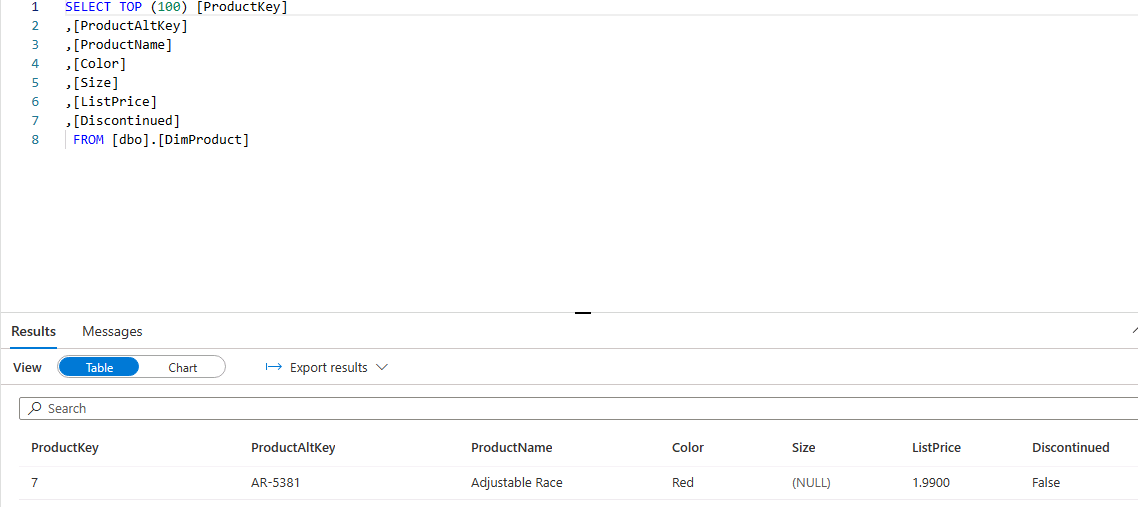 1 SELECT TOP (100) [ProductKey]
2 ,[ProductAltKey]
3 ,[ProductName]
4 ,[Color]
5 ,[Size]
6 ,[ListPrice]
7 ,[Discontinued]
8 FROM [dbo].[DimProduct]
Results Messages
View Table Chart Export results
Search
ProductKey ProductAltKey ProductName Color Size ListPrice Discontinued
7 AR-5381 Adjustable Race Red (NULL) 1.9900 False